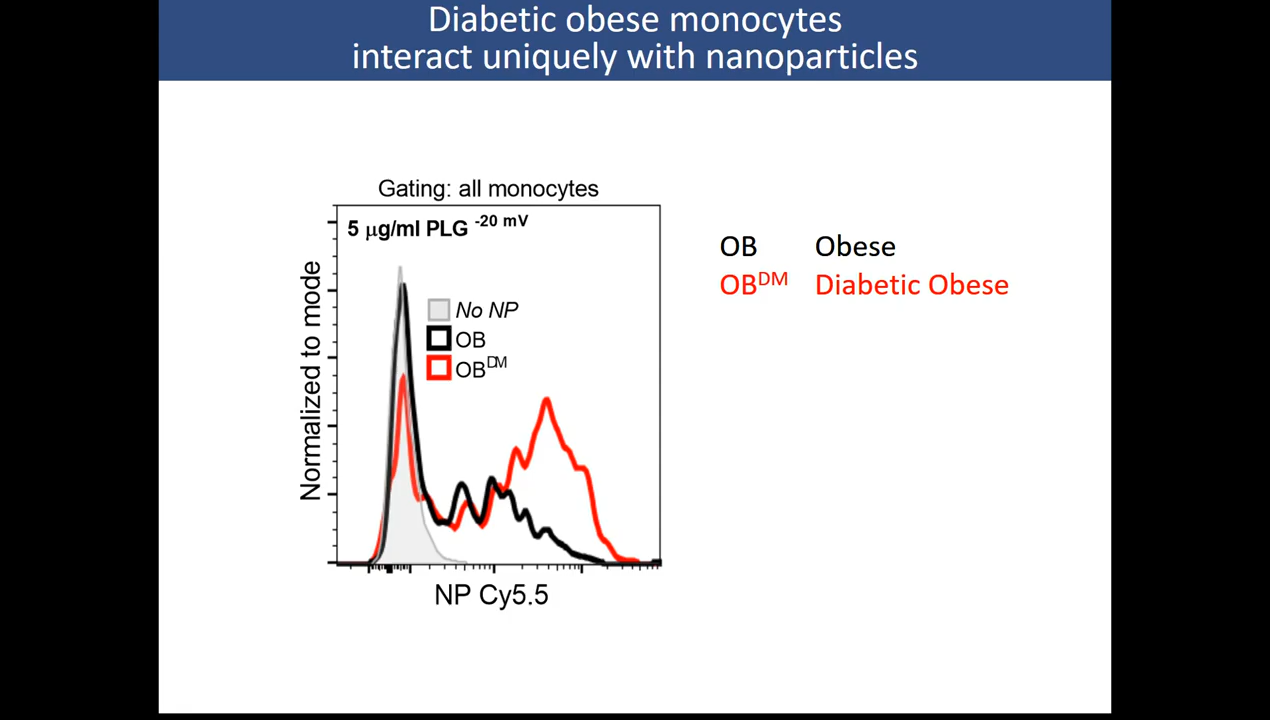 Diabetic obese monocytes
interact uniquely with nanoparticles
Gating: all monocytes
5 µg/ml PLG -20 mV
No NP
OB
OBDM
Normalized to mode
NP Cy5.5
OB Obese
OBDM Diabetic Obese